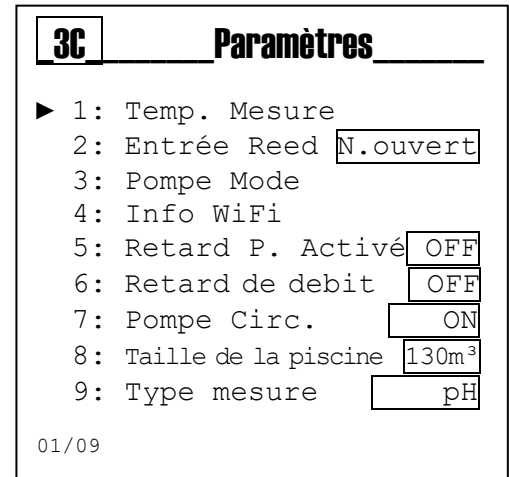 3C Paramètres
► 1: Temp. Mesure
2: Entrée Reed N.ouvert
3: Pompe Mode
4: Info WiFi
5: Retard P. Activé OFF
6: Retard de debit OFF
7: Pompe Circ. ON
8: Taille de la piscine 130m³
9: Type mesure pH
01/09